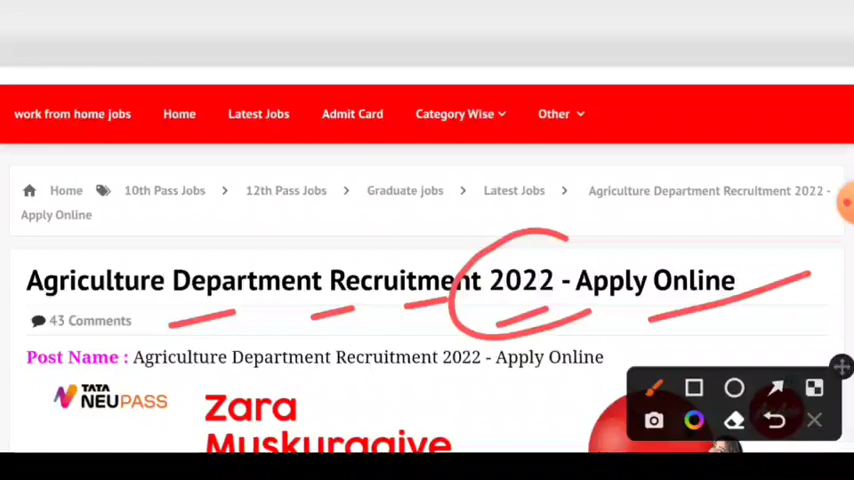 work from home jobs Home Latest Jobs Admit Card Category Wise Other
Home 10th Pass Jobs > 12th Pass Jobs > Graduate jobs > Latest Jobs > Agriculture Department Recruitment 2022 -
Apply Online
Agriculture Department Recruitment 2022 - Apply Online
43 Comments
Post Name : Agriculture Department Recruitment 2022 - Apply Online
TATA
NEUPASS
Zara
Muskuraaiye